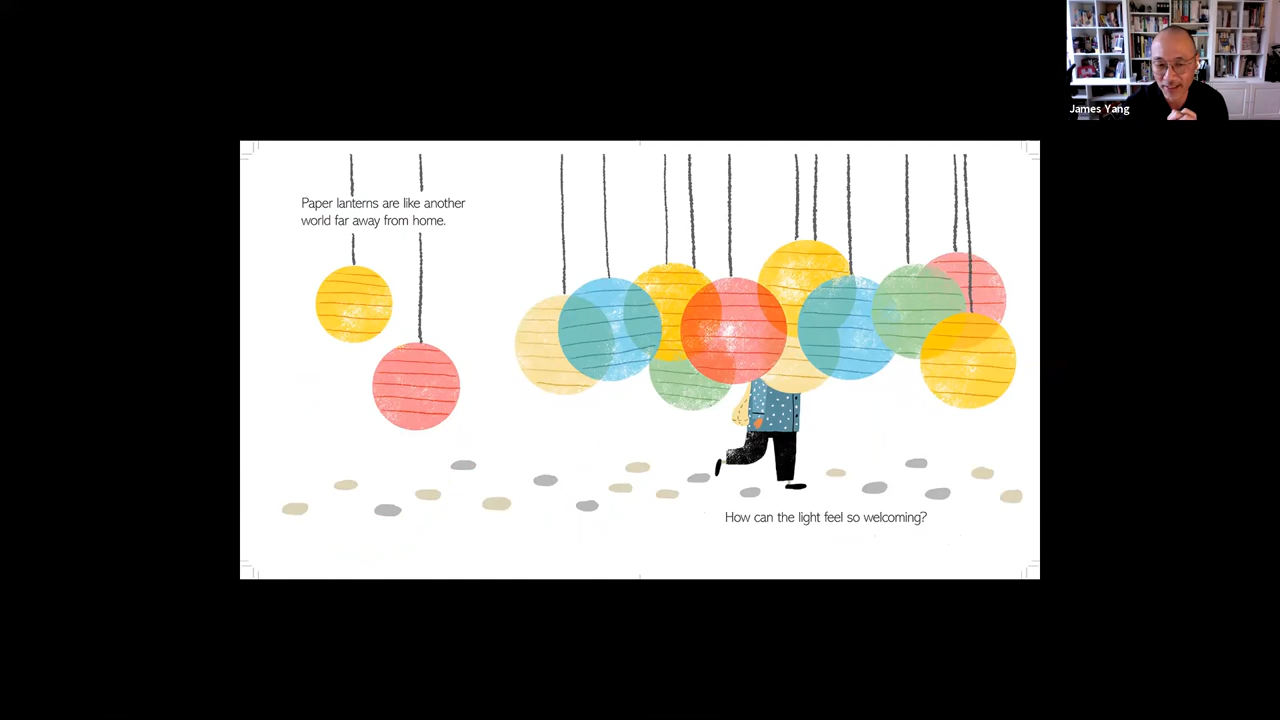 James Yang
Paper lanterns are like another
world far away from home.
How can the light feel so welcoming?